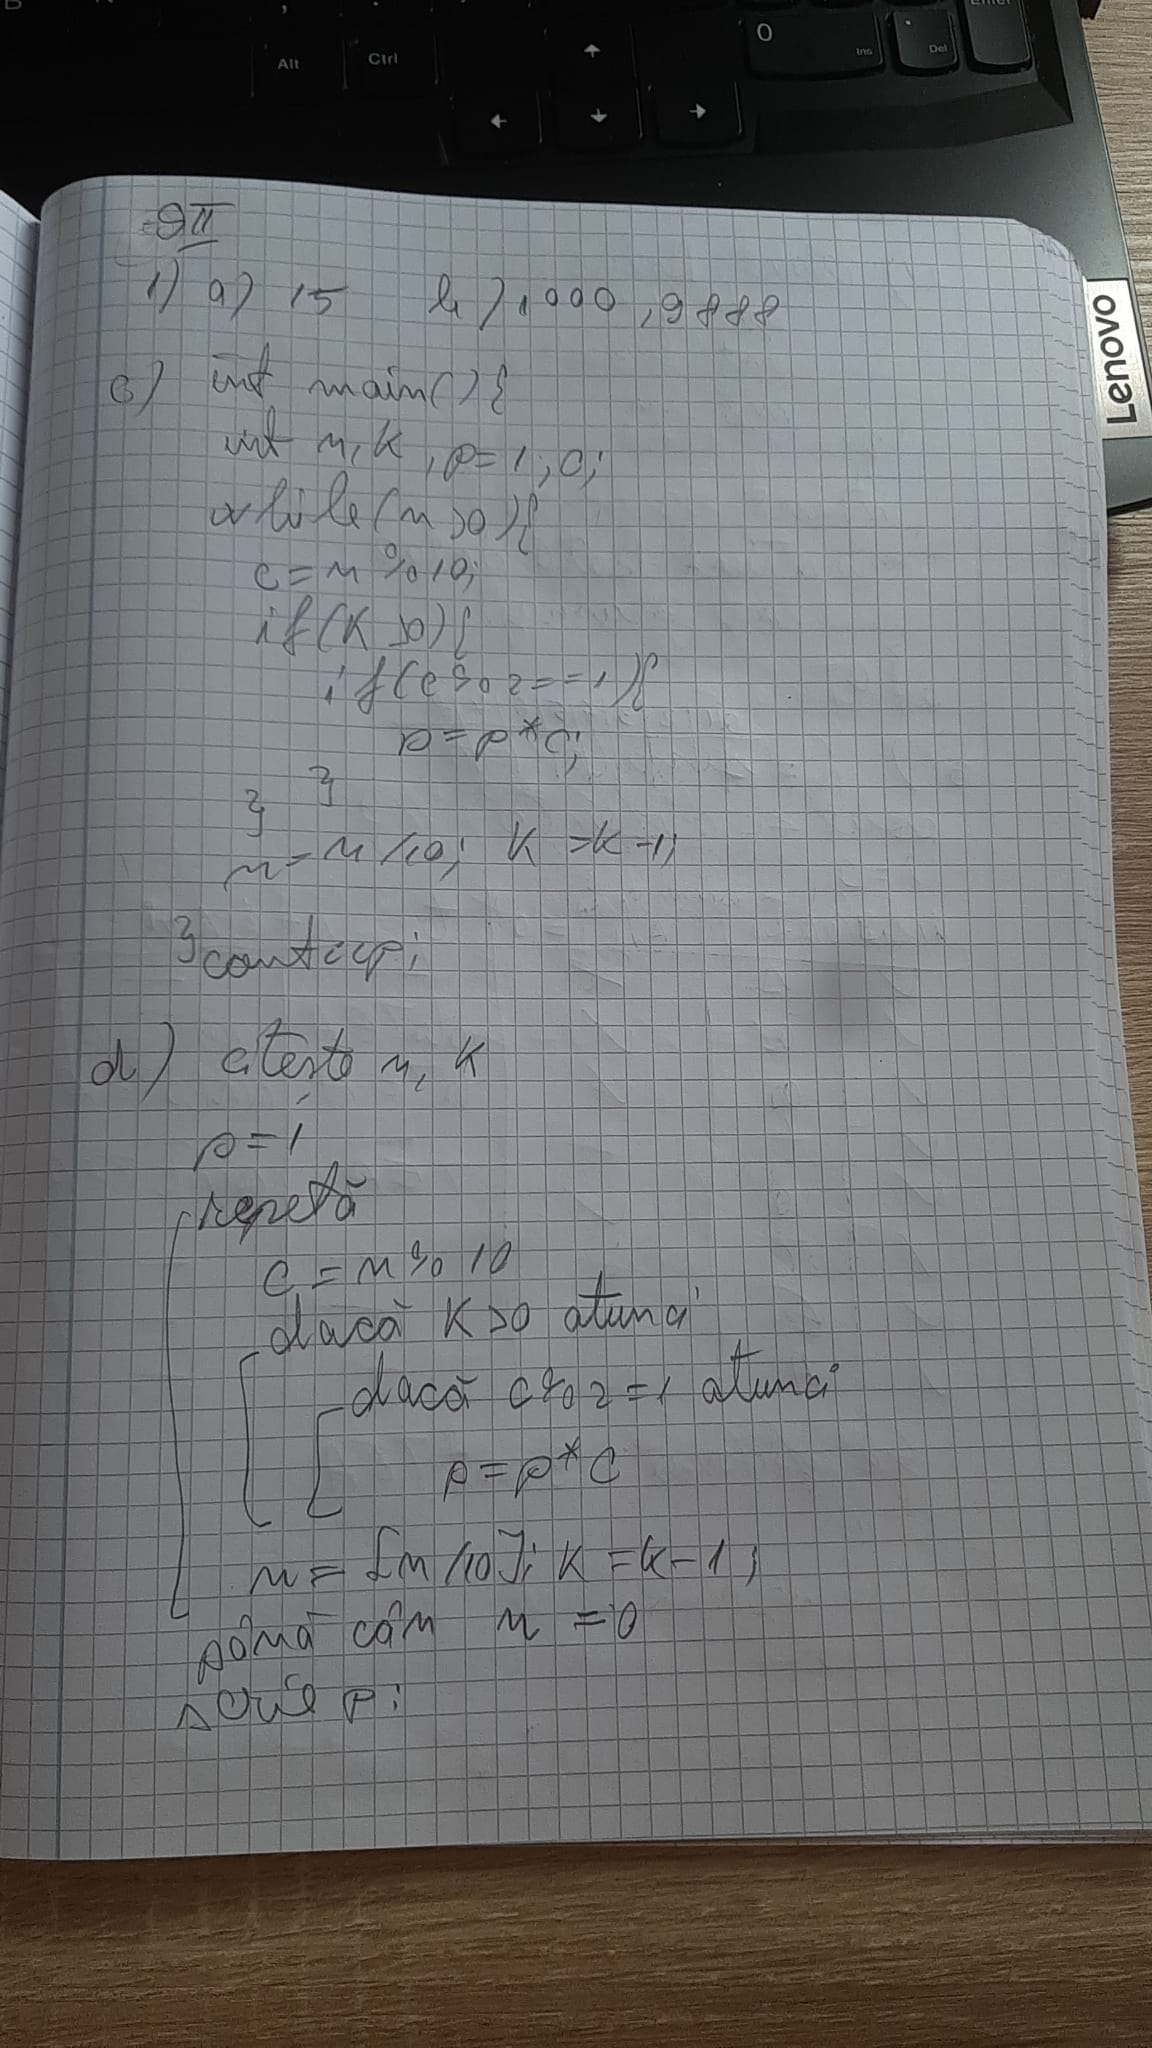 Alt Ctrl
0 Ins
. Del
Enter
← ↓ → ↑
Lenovo
SII
1) a) 15 b) 1000, 9888
c) int main() {
int n, k, p=1, c;
while (n>0) {
c = n % 10;
if (k>0) {
if (c%2==1) {
p=p*c;
} }
n=n/10; k=k-1;
} cout<<p;
d) citește n, k
p=1
repetă
c = n%10
dacă k>0 atunci
dacă c%2=1 atunci
p=p*c
n = [n/10]; k=k-1;
până când n=0
scrie p;